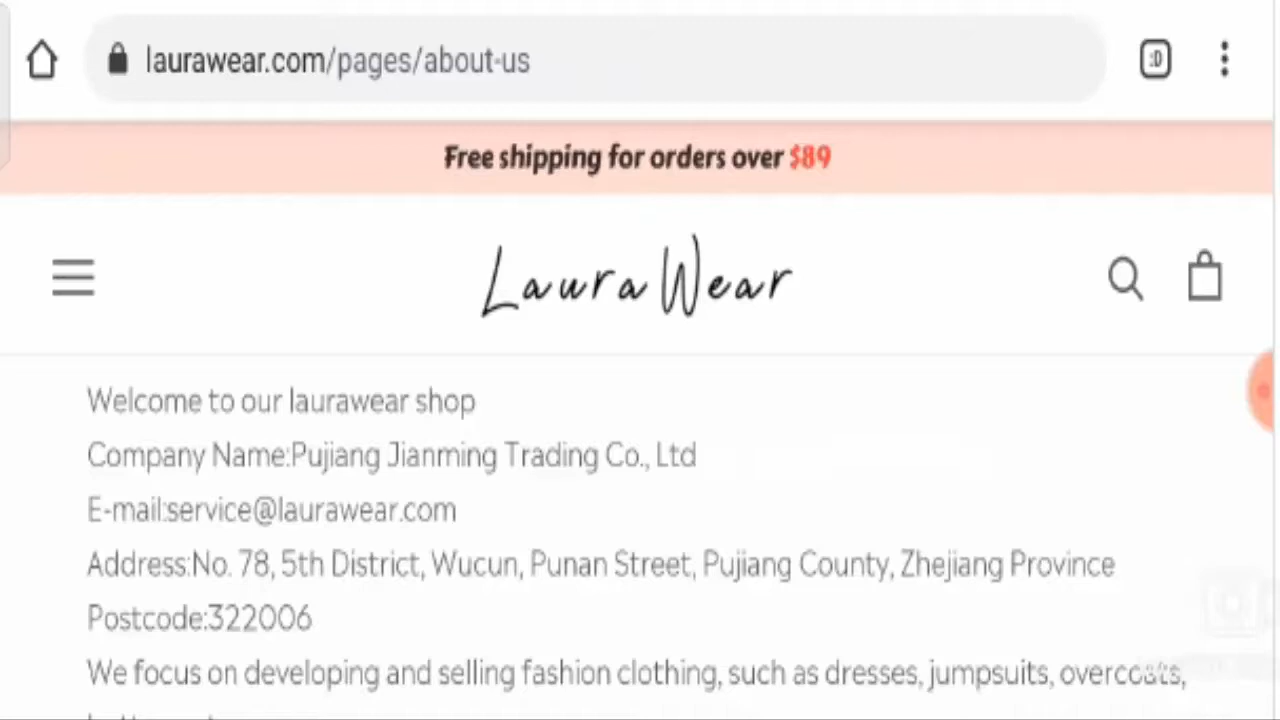 laurawear.com/pages/about-us
:D
Free shipping for orders over $89
Laura Wear
Welcome to our laurawear shop
Company Name:Pujiang Jianming Trading Co., Ltd
E-mail:service@laurawear.com
Address:No. 78, 5th District, Wucun, Punan Street, Pujiang County, Zhejiang Province
Postcode:322006
We focus on developing and selling fashion clothing, such as dresses, jumpsuits, overcoats,